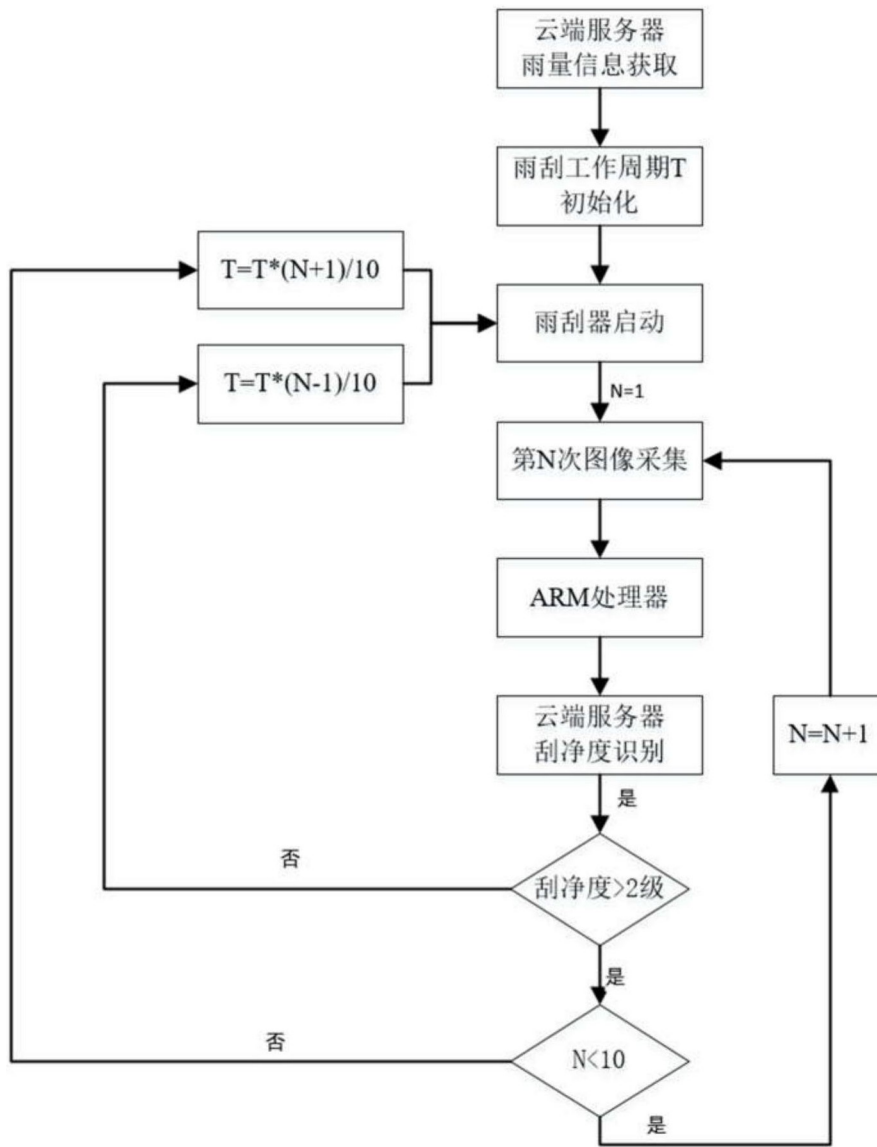 云端服务器
雨量信息获取
雨刮工作周期T
初始化
T=T*(N+1)/10
雨刮器启动
T=T*(N-1)/10
N=1
第N次图像采集
ARM处理器
云端服务器
刮净度识别
N=N+1
是
否
刮净度>2级
是
否
N<10
是